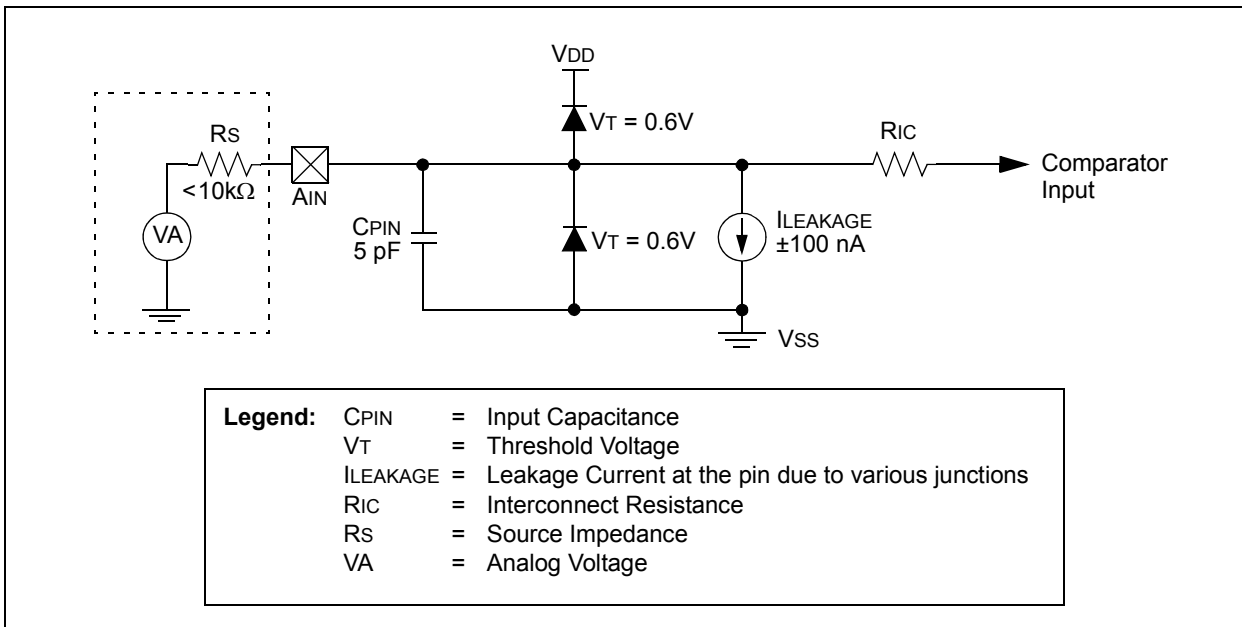 VDD
VT = 0.6V
RS
<10kΩ
AIN
VA
CPIN
5 pF
VT = 0.6V
ILEAKAGE
±100 nA
RIC
Comparator
Input
VSS
Legend: CPIN = Input Capacitance
VT = Threshold Voltage
ILEAKAGE = Leakage Current at the pin due to various junctions
RIC = Interconnect Resistance
RS = Source Impedance
VA = Analog Voltage